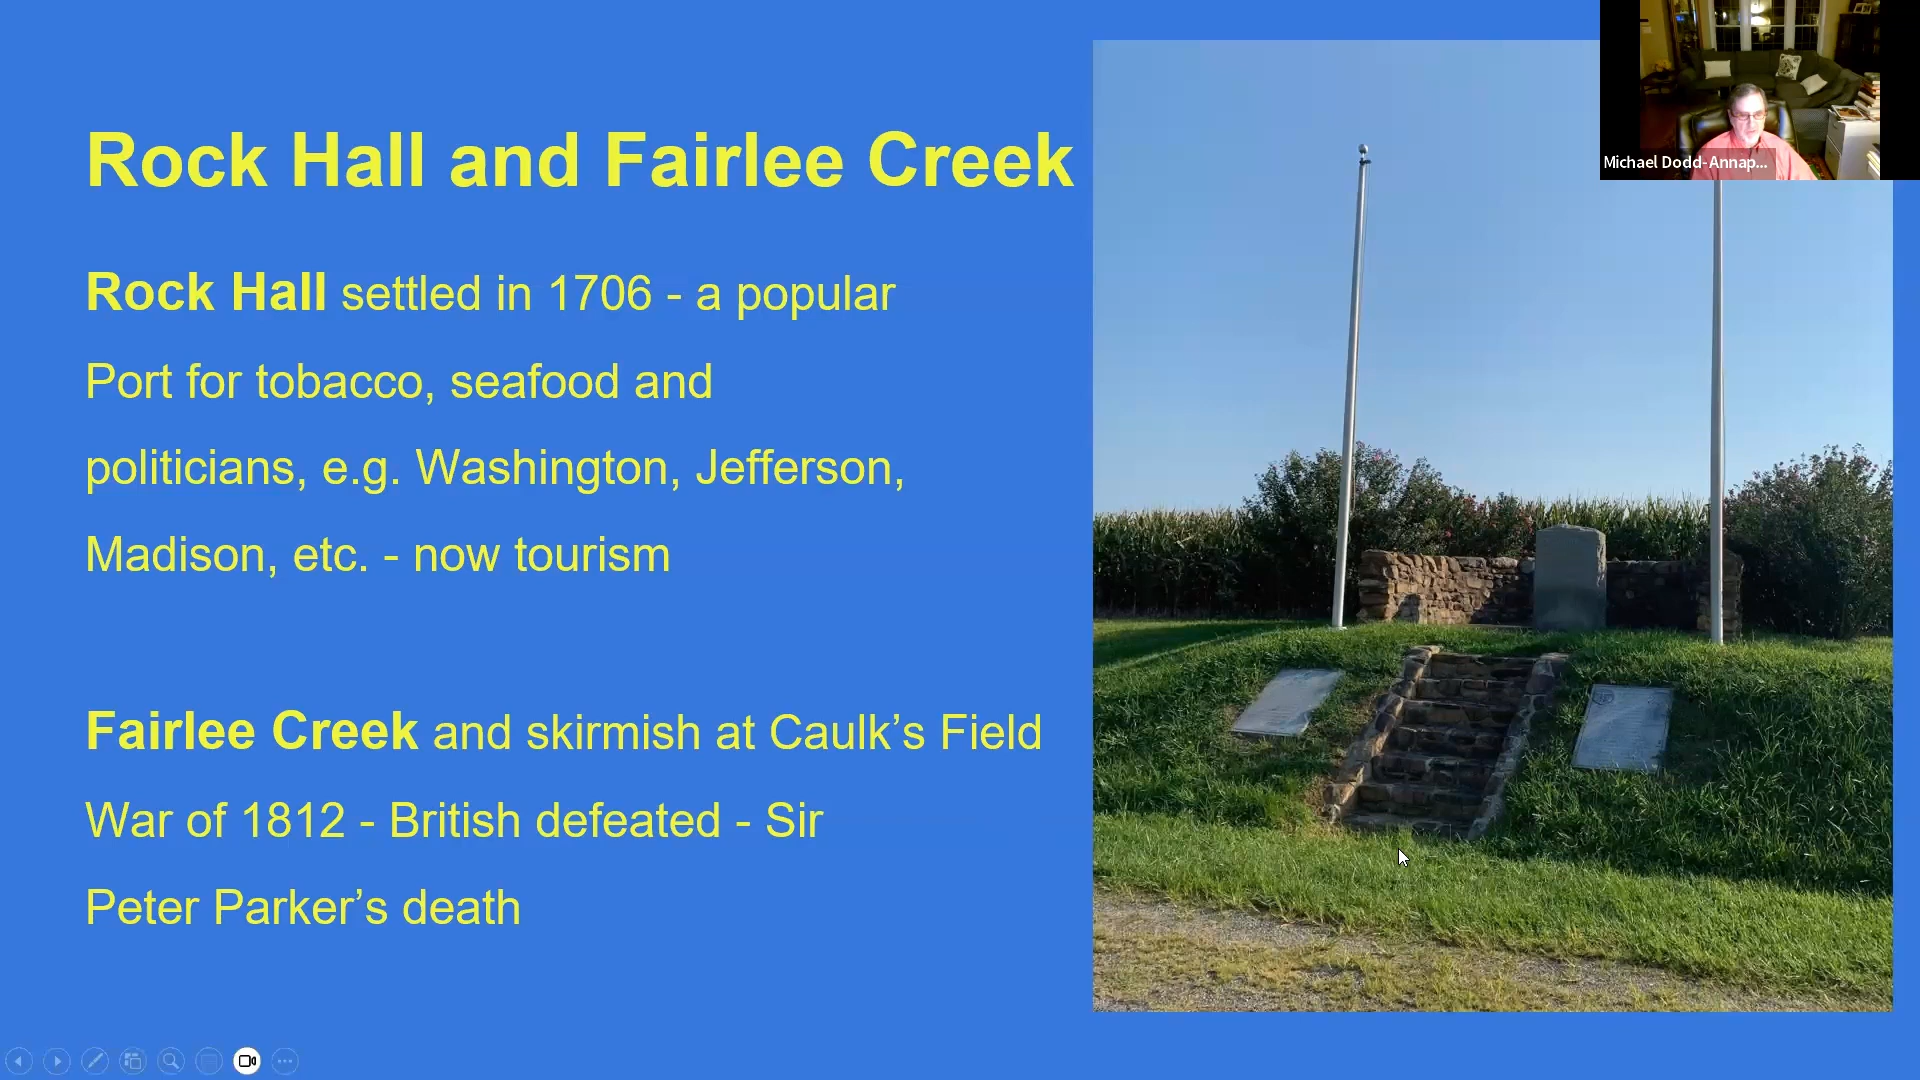 Rock Hall and Fairlee Creek
Rock Hall settled in 1706 - a popular
Port for tobacco, seafood and
politicians, e.g. Washington, Jefferson,
Madison, etc. - now tourism
Fairlee Creek and skirmish at Caulk’s Field
War of 1812 - British defeated - Sir
Peter Parker’s death
Michael Dodd-Annap...